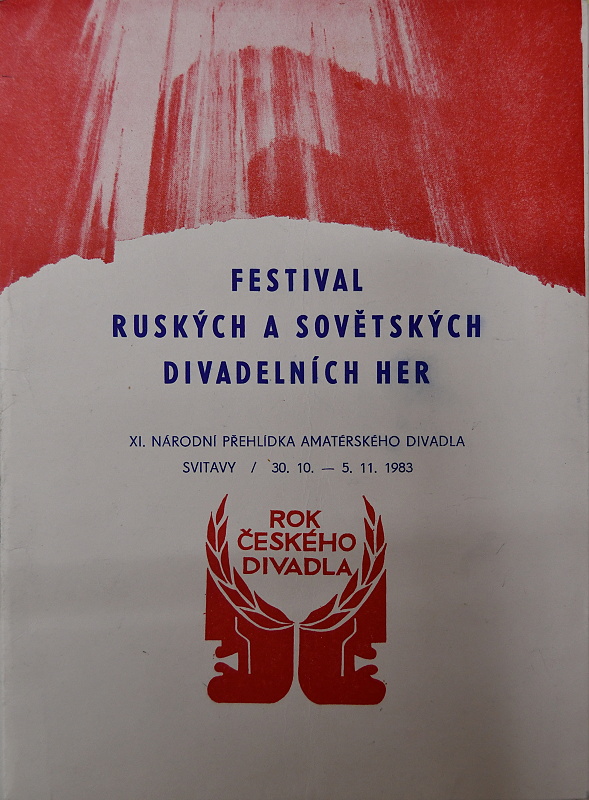 FESTIVAL
RUSKÝCH A SOVĚTSKÝCH
DIVADELNÍCH HER
XI. NÁRODNÍ PŘEHLÍDKA AMATÉRSKÉHO DIVADLA
SVITAVY / 30. 10. — 5. 11. 1983
ROK
ČESKÉHO
DIVADLA